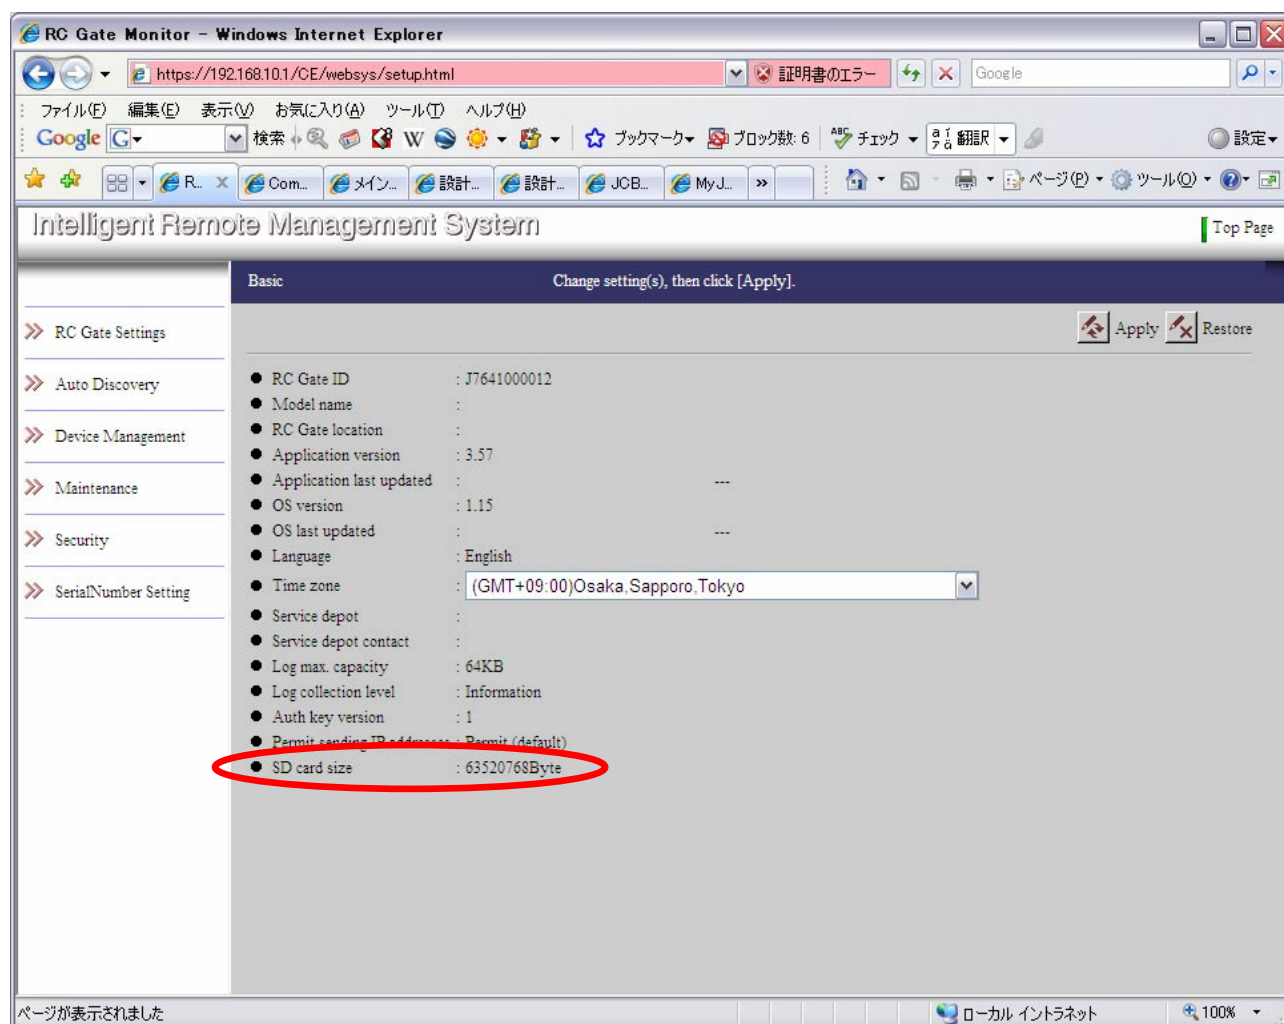 RC Gate Monitor - Windows Internet Explorer
https://192.168.10.1/CE/websys/setup.html
証明書のエラー
Google
ファイル(F) 編集(E) 表示(V) お気に入り(A) ツール(T) ヘルプ(H)
Google G 検索 W ブックマーク ブロック数: 6 ABC チェック 翻訳 設定
R... Com... メイン... 設計... 設計... JCB... My J... » ページ(P) ツール(O)
Intelligent Remote Management System
Top Page
Basic Change setting(s), then click [Apply].
Apply Restore
RC Gate Settings
Auto Discovery
Device Management
Maintenance
Security
SerialNumber Setting
● RC Gate ID : J7641000012
● Model name :
● RC Gate location :
● Application version : 3.57
● Application last updated : ---
● OS version : 1.15
● OS last updated : ---
● Language : English
● Time zone : (GMT+09:00)Osaka,Sapporo,Tokyo
● Service depot :
● Service depot contact :
● Log max. capacity : 64KB
● Log collection level : Information
● Auth key version : 1
● Permit sending IP addresses : Permit (default)
● SD card size : 63520768Byte
ページが表示されました ローカル イントラネット 100%